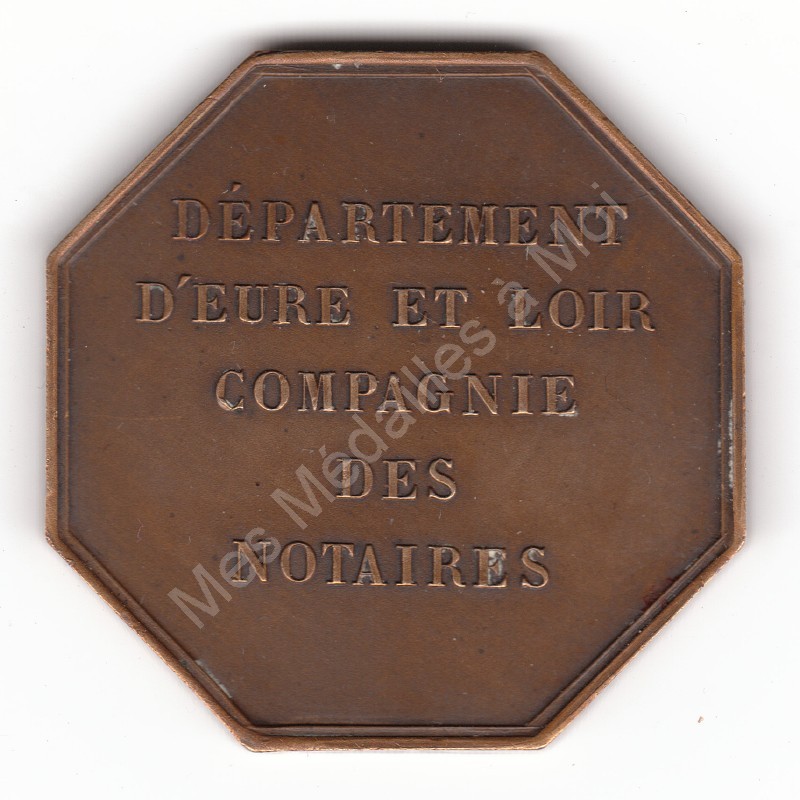 DÉPARTEMENT
D'EURE ET LOIR
COMPAGNIE
DES
NOTAIRES
Mes Médailles à Moi